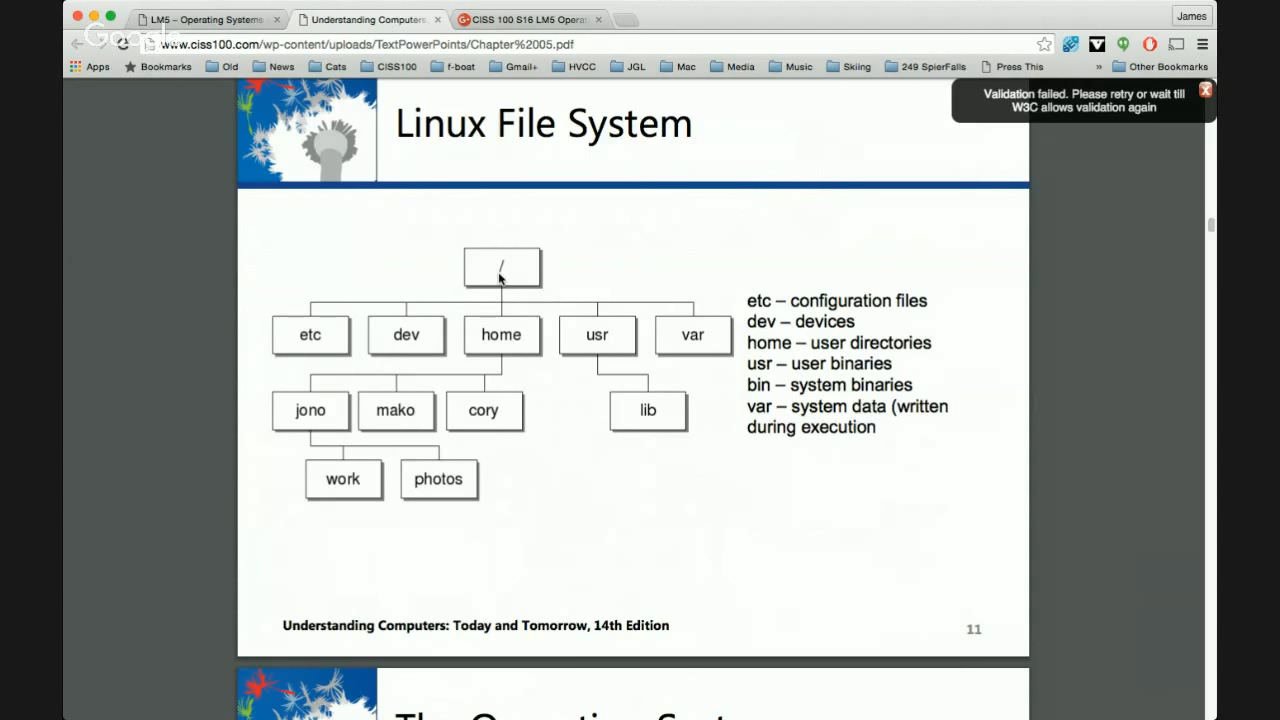 LM5 – Operating Systems
Understanding Computers
CISS 100 S16 LM5 Opera
James
Google
www.ciss100.com/wp-content/uploads/TextPowerPoints/Chapter%2005.pdf
Apps
Bookmarks
Old
News
Cats
CISS100
f-boat
Gmail+
HVCC
JGL
Mac
Media
Music
Skiing
249 SpierFalls
Press This
»
Other Bookmarks
Validation failed. Please retry or wait till
W3C allows validation again
Linux File System
/
etc
dev
home
usr
var
jono
mako
cory
lib
work
photos
etc – configuration files
dev – devices
home – user directories
usr – user binaries
bin – system binaries
var – system data (written
during execution
Understanding Computers: Today and Tomorrow, 14th Edition
11